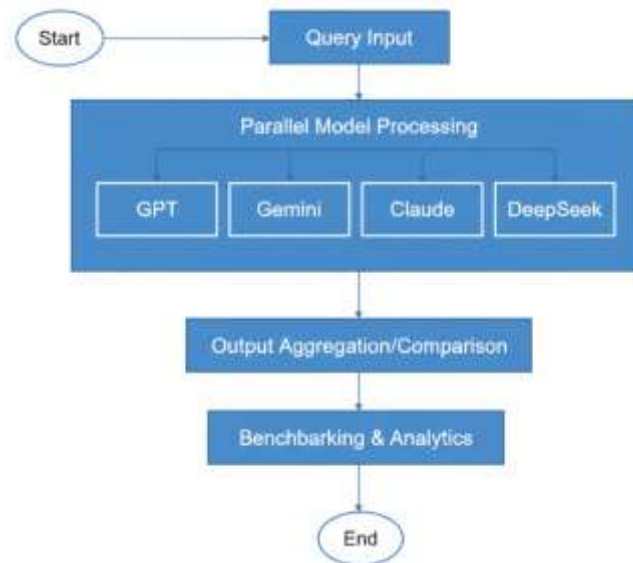 Start
Query Input
Parallel Model Processing
GPT
Gemini
Claude
DeepSeek
Output Aggregation/Comparison
Benchbarking & Analytics
End